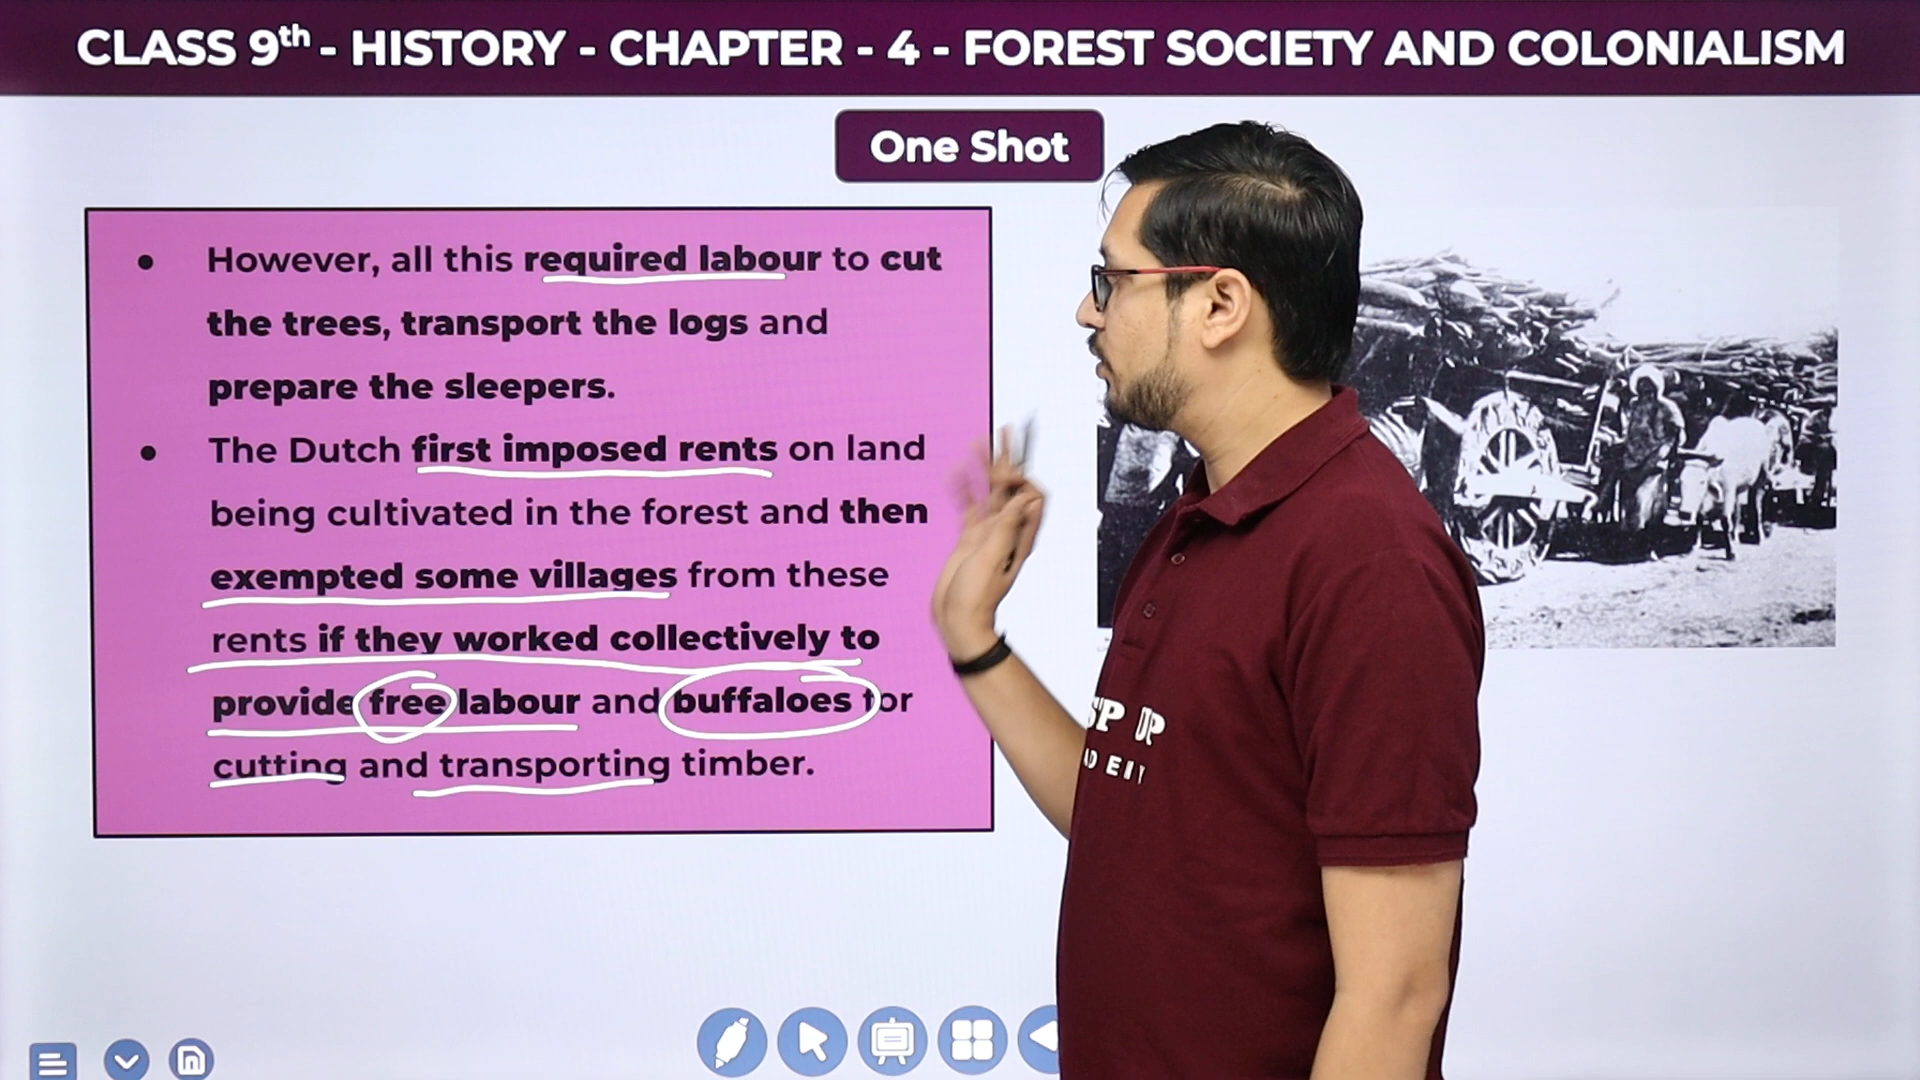 CLASS 9th - HISTORY - CHAPTER - 4 - FOREST SOCIETY AND COLONIALISM
One Shot
• However, all this required labour to cut
the trees, transport the logs and
prepare the sleepers.
• The Dutch first imposed rents on land
being cultivated in the forest and then
exempted some villages from these
rents if they worked collectively to
provide free labour and buffaloes for
cutting and transporting timber.